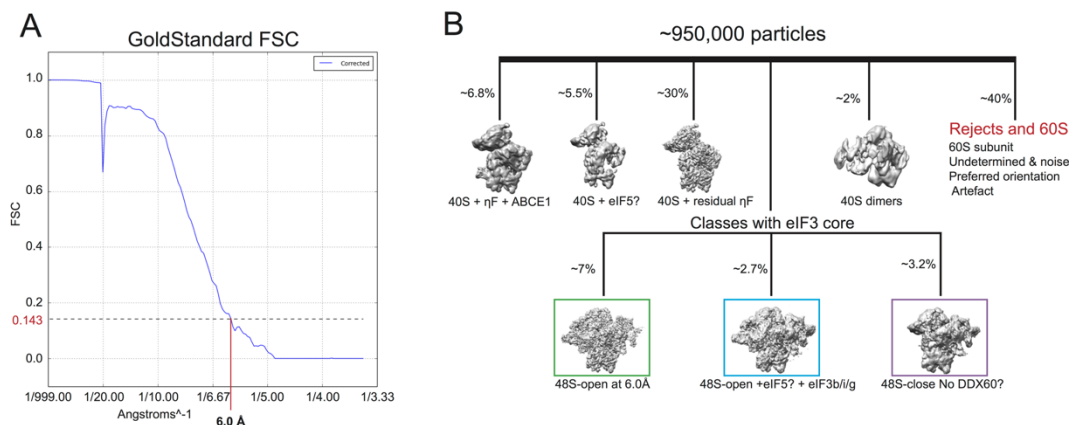 A
GoldStandard FSC
Corrected
1.0
0.8
0.6
0.4
0.2
0.143
0.0
FSC
1/999.00 1/20.00 1/10.00 1/6.67 1/5.00 1/4.00 1/3.33
Angstroms^-1
6.0 Å
B
~950,000 particles
~6.8% ~5.5% ~30% ~2% ~40%
40S + ηF + ABCE1
40S + eIF5?
40S + residual ηF
40S dimers
Rejects and 60S
60S subunit
Undetermined & noise
Preferred orientation
Artefact
Classes with eIF3 core
~7% ~2.7% ~3.2%
48S-open at 6.0Å
48S-open +eIF5? + eIF3b/i/g
48S-close No DDX60?